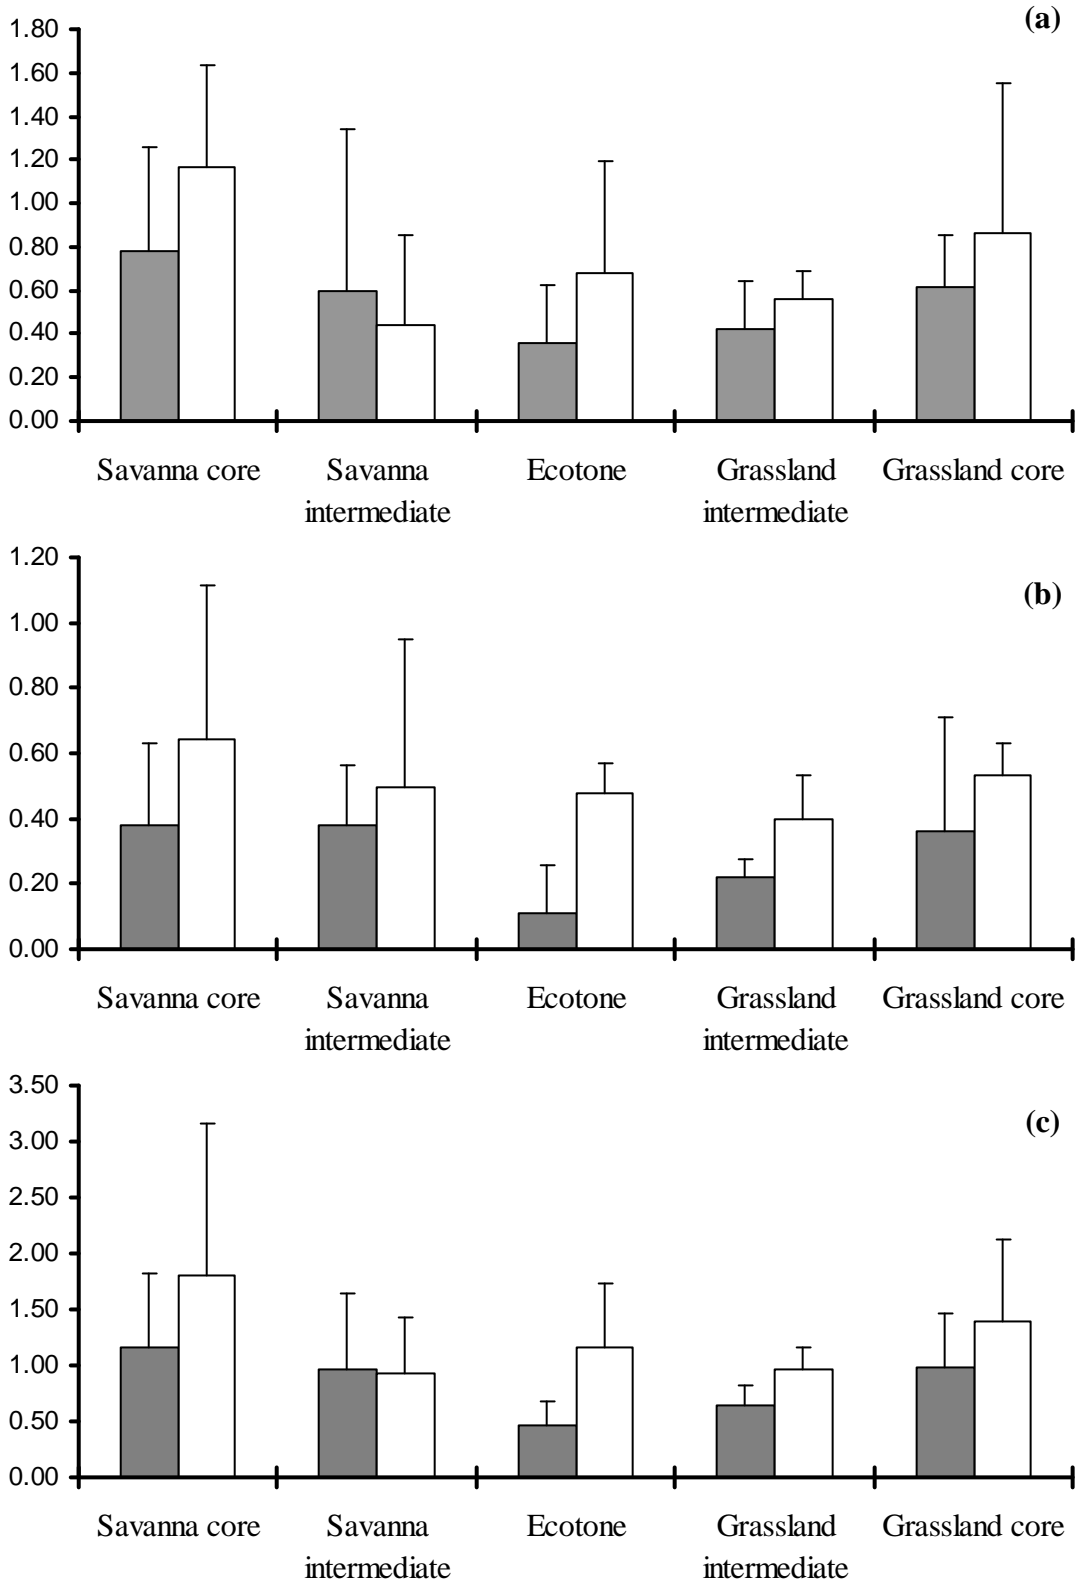 (a)
1.80
1.60
1.40
1.20
1.00
0.80
0.60
0.40
0.20
0.00
Savanna core Savanna Ecotone Grassland Grassland core
intermediate intermediate
1.20
(b)
1.00
0.80
0.60
0.40
0.20
0.00
Savanna core Savanna Ecotone Grassland Grassland core
intermediate intermediate
3.50
(c)
3.00
2.50
2.00
1.50
1.00
0.50
0.00
Savanna core Savanna Ecotone Grassland Grassland core
intermediate intermediate